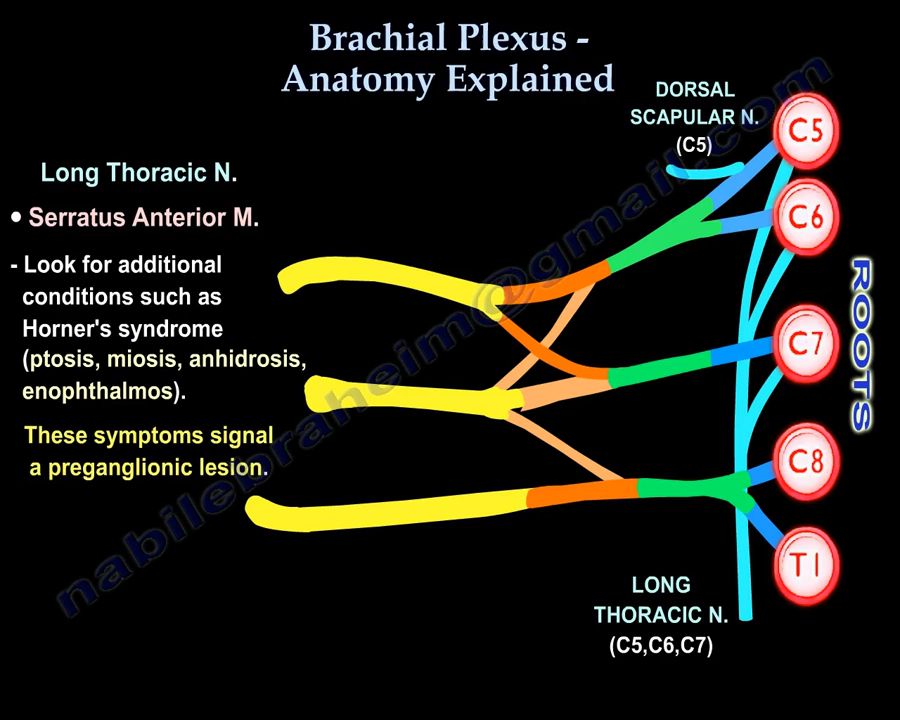 Brachial Plexus -
Anatomy Explained
DORSAL
SCAPULAR N.
(C5)
C5
Long Thoracic N.
• Serratus Anterior M.
C6
- Look for additional
conditions such as
Horner's syndrome
(ptosis, miosis, anhidrosis,
enophthalmos).
These symptoms signal
a preganglionic lesion.
ROOTS
C7
C8
T1
LONG
THORACIC N.
(C5,C6,C7)
nabilebraheim@gmail.com